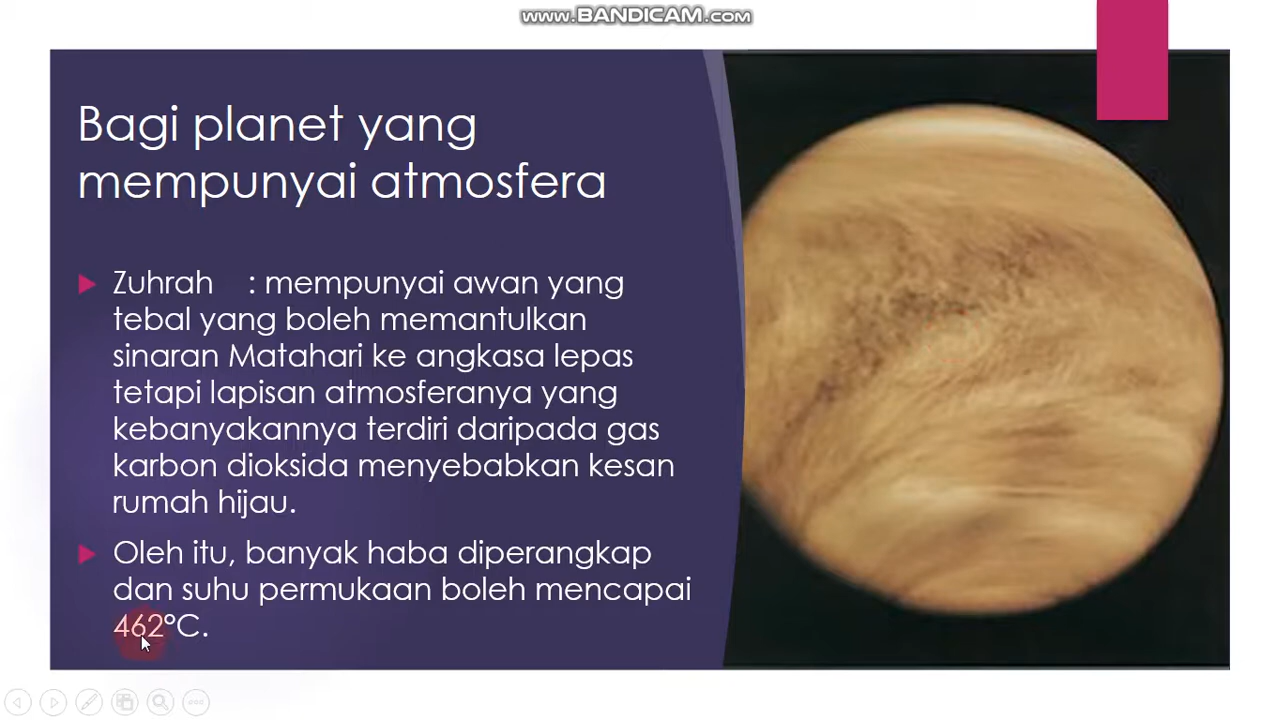 www.BANDICAM.com
Bagi planet yang
mempunyai atmosfera
Zuhrah : mempunyai awan yang
tebal yang boleh memantulkan
sinaran Matahari ke angkasa lepas
tetapi lapisan atmosferanya yang
kebanyakannya terdiri daripada gas
karbon dioksida menyebabkan kesan
rumah hijau.
Oleh itu, banyak haba diperangkap
dan suhu permukaan boleh mencapai
462°C.